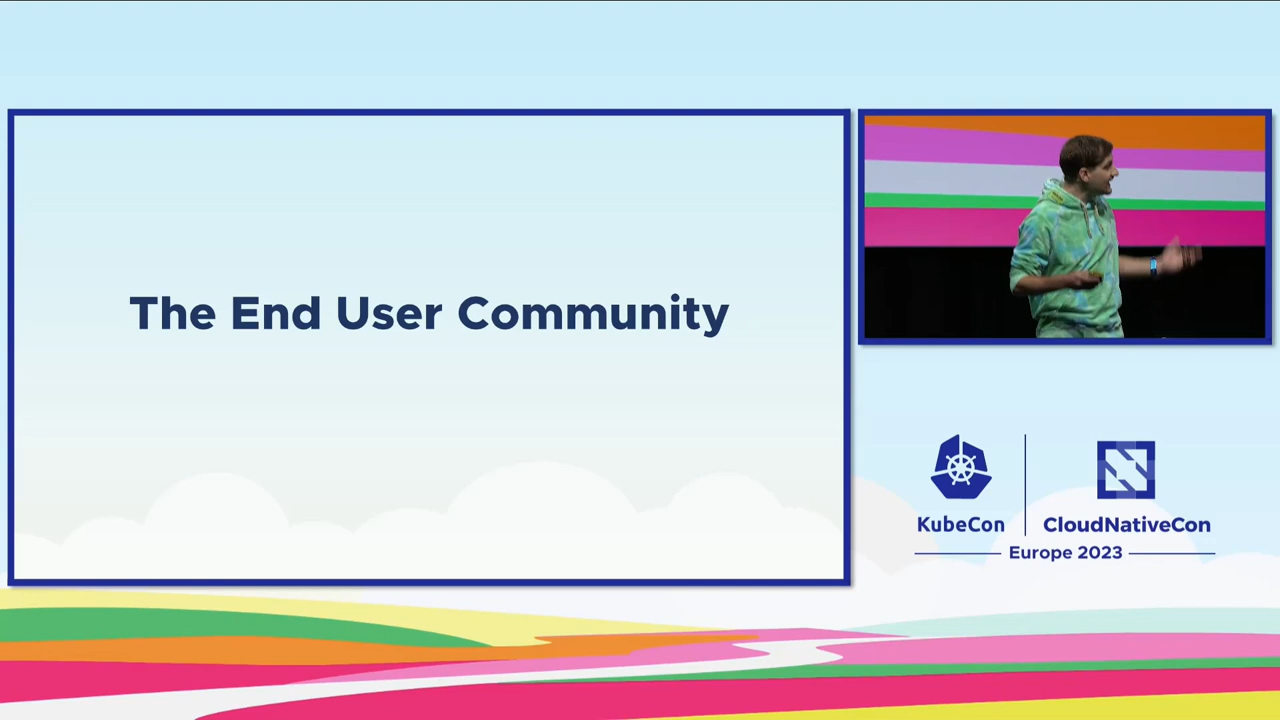 The End User Community
KubeCon
CloudNativeCon
Europe 2023